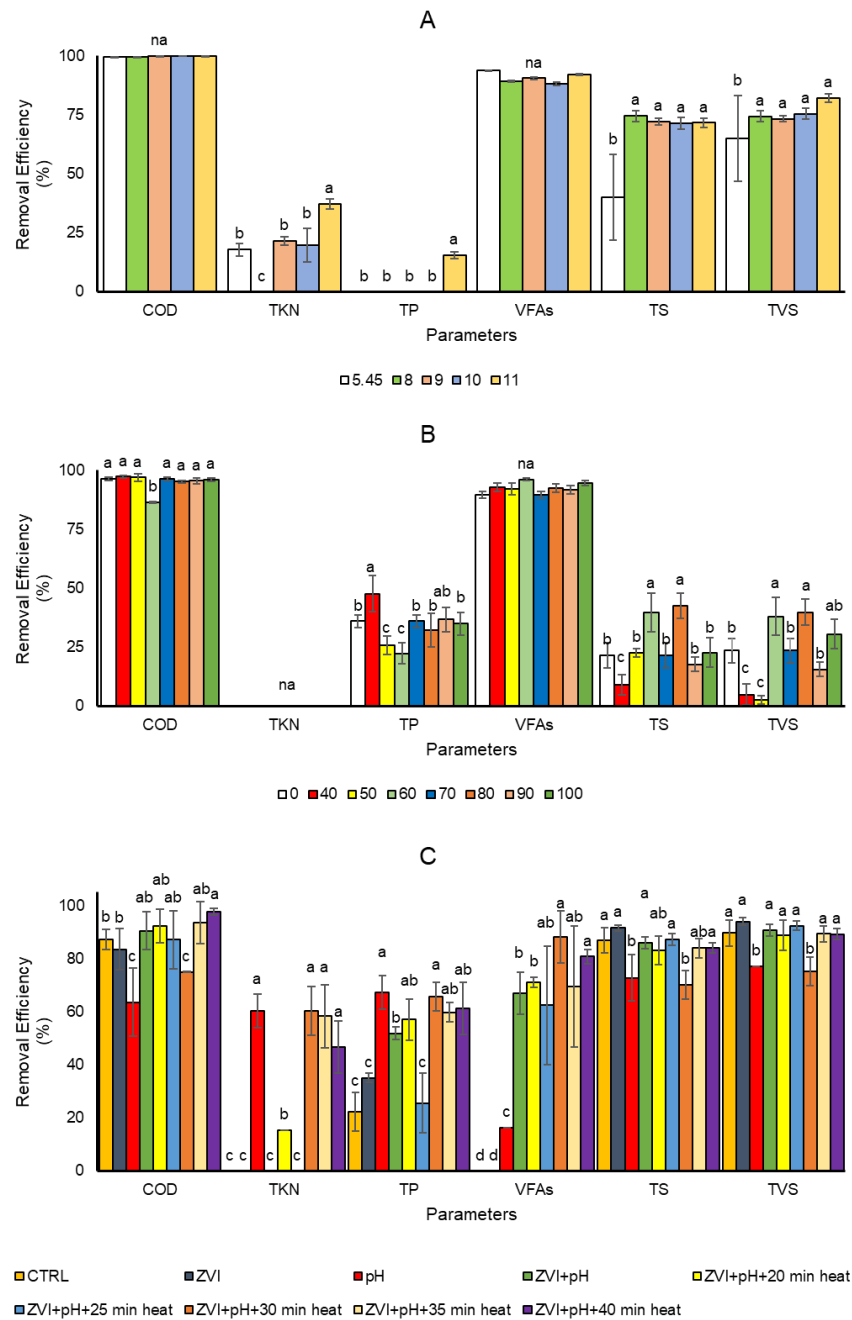 A
Removal Efficiency
(%)
100
75
50
25
0
na
b
c
b
b
a
b
b
b
b
a
na
b
a
a
a
a
b
a
a
a
a
COD
TKN
TP
VFAs
TS
TVS
Parameters
5.45 8 9 10 11
B
Removal Efficiency
(%)
100
75
50
25
0
a a a b a a a a
na
b a c c b b ab b
na
b c b a b a b b
b c c a b a b ab
COD
TKN
TP
VFAs
TS
TVS
Parameters
0 40 50 60 70 80 90 100
C
Removal Efficiency
(%)
100
80
60
40
20
0
b b c ab ab ab c ab a
c c a c b c a a a
c c a b ab c a ab ab
d d c b b ab a ab a
a a b a ab a b ab a
a a b a a a b a a
COD
TKN
TP
VFAs
TS
TVS
Parameters
CTRL ZVI pH ZVI+pH ZVI+pH+20 min heat
ZVI+pH+25 min heat ZVI+pH+30 min heat ZVI+pH+35 min heat ZVI+pH+40 min heat